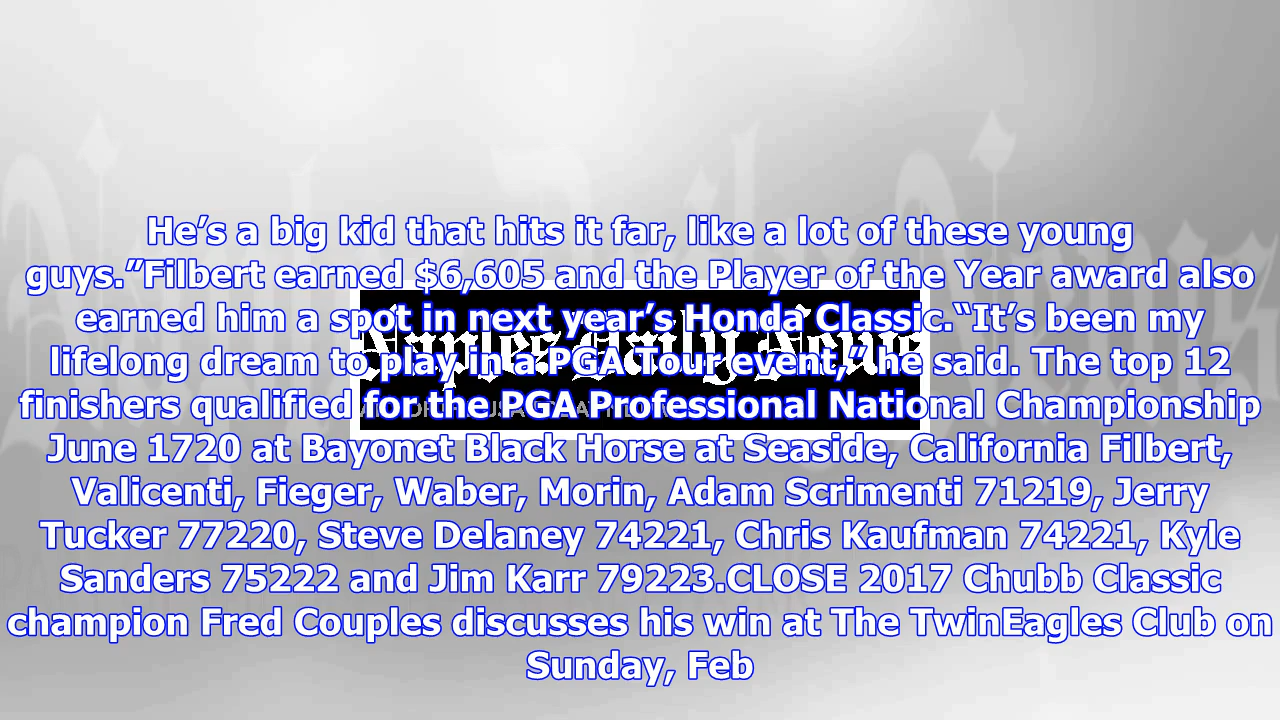 He’s a big kid that hits it far, like a lot of these young
guys.”Filbert earned $6,605 and the Player of the Year award also
earned him a spot in next year’s Honda Classic.“It’s been my
lifelong dream to play in a PGA Tour event,” he said. The top 12
finishers qualified for the PGA Professional National Championship
June 1720 at Bayonet Black Horse at Seaside, California Filbert,
Valicenti, Fieger, Waber, Morin, Adam Scrimenti 71219, Jerry
Tucker 77220, Steve Delaney 74221, Chris Kaufman 74221, Kyle
Sanders 75222 and Jim Karr 79223.CLOSE 2017 Chubb Classic
champion Fred Couples discusses his win at The TwinEagles Club on
Sunday, Feb
Naples Daily News